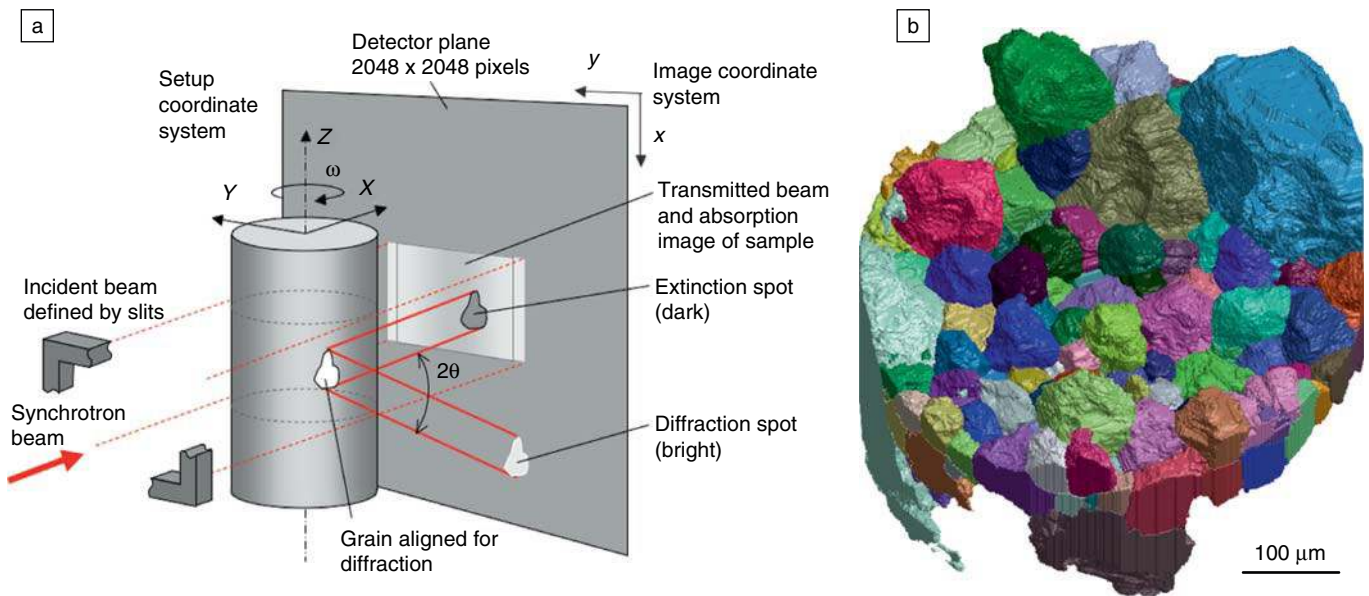 a
Detector plane
2048 x 2048 pixels
Setup
coordinate
system
y
Image coordinate
system
x
Z
ω
Y
X
Transmitted beam
and absorption
image of sample
Incident beam
defined by slits
Extinction spot
(dark)
2θ
Synchrotron
beam
Diffraction spot
(bright)
Grain aligned for
diffraction
b
100 μm